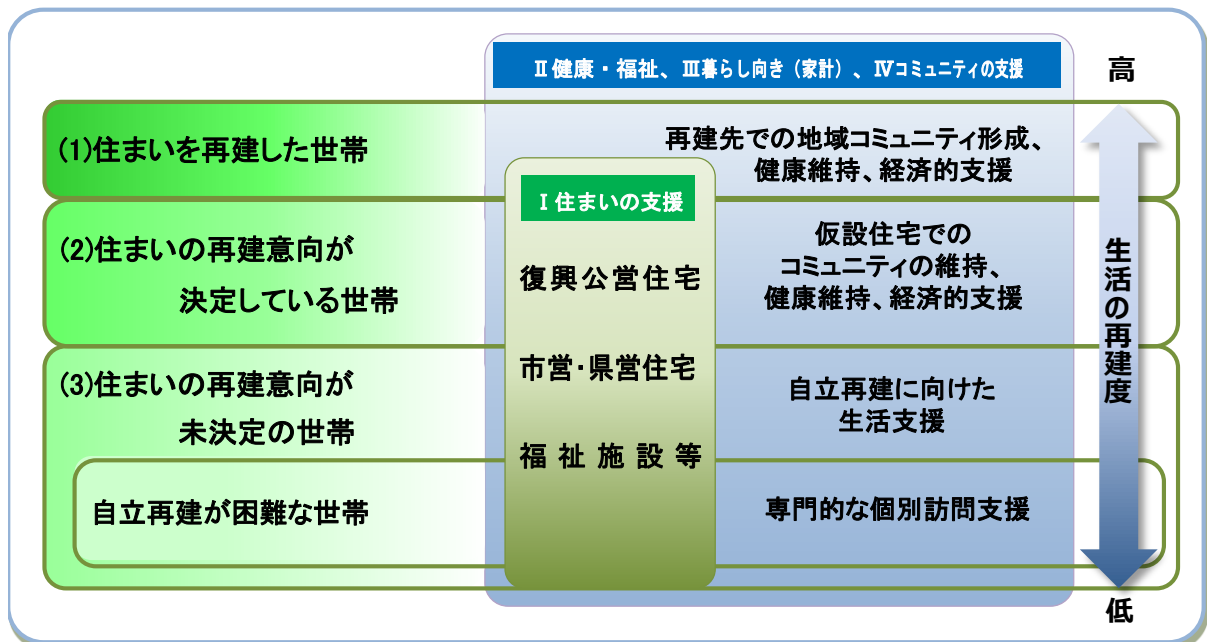 Ⅱ健康・福祉、Ⅲ暮らし向き(家計)、Ⅳコミュニティの支援
高
(1)住まいを再建した世帯
再建先での地域コミュニティ形成、
健康維持、経済的支援
Ⅰ住まいの支援
(2)住まいの再建意向が
決定している世帯
復興公営住宅
仮設住宅での
コミュニティの維持、
健康維持、経済的支援
生活の再建度
市営・県営住宅
(3)住まいの再建意向が
未決定の世帯
自立再建に向けた
生活支援
福祉施設等
自立再建が困難な世帯
専門的な個別訪問支援
低